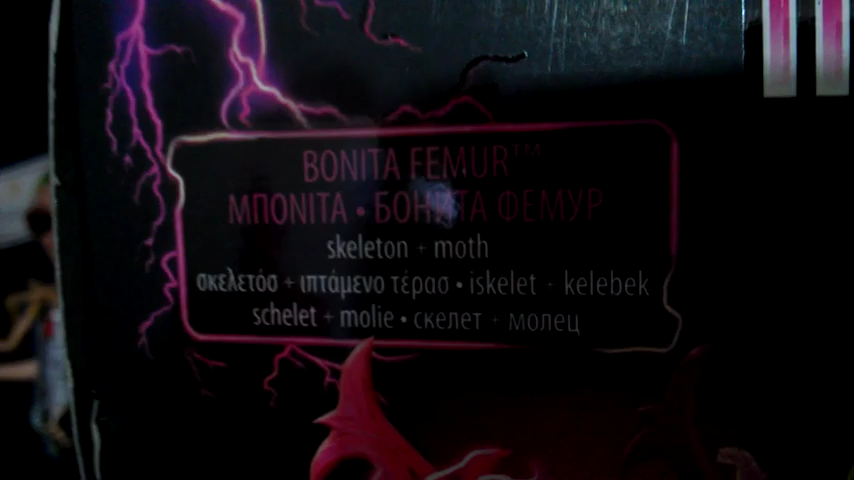 BONITA FEMUR™
ΜΠΟΝΙΤΑ • БОНИТА ФЕМУР
skeleton + moth
σκελετόσ + ιπτάμενο τέρασ • iskelet + kelebek
schelet + molie • скелет + молец